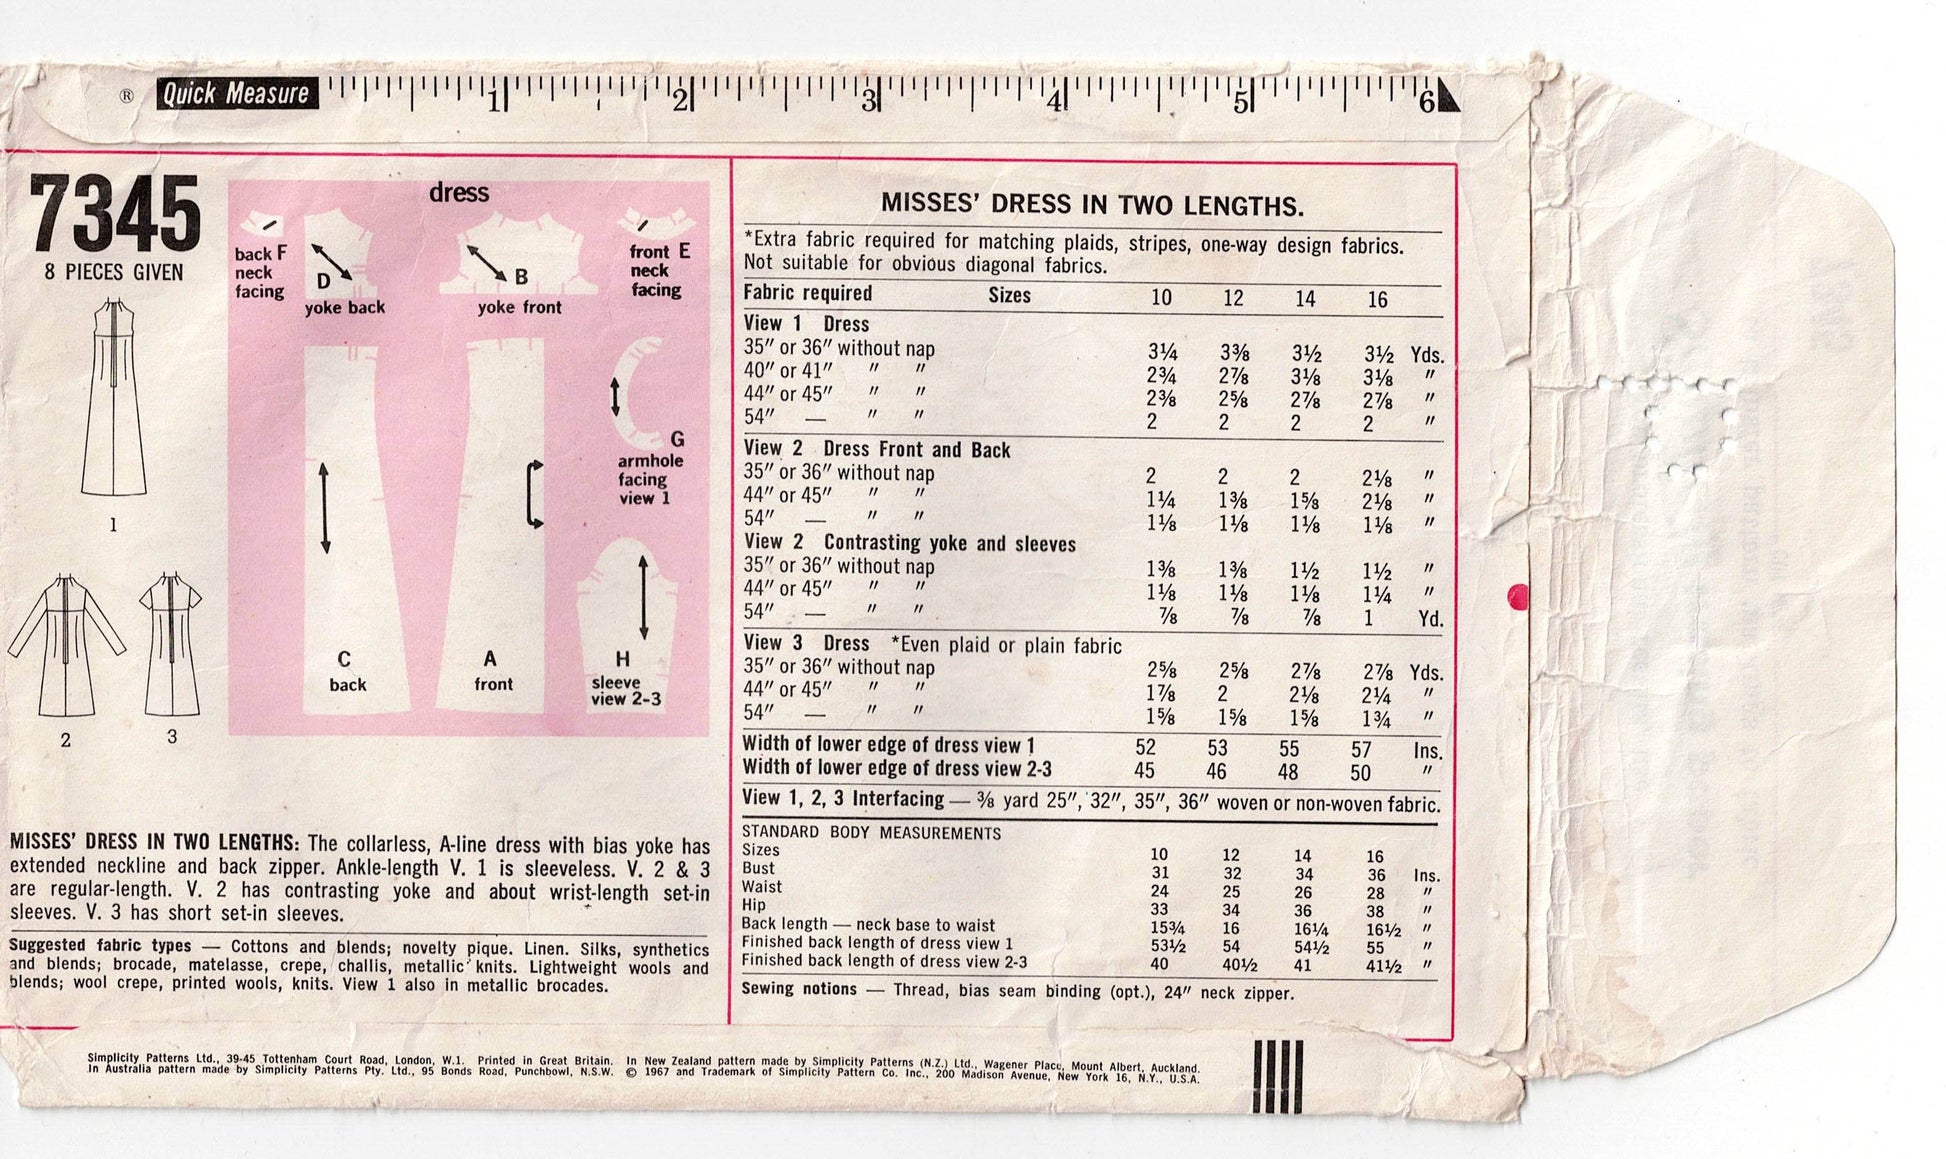 ® Quick Measure 1 2 3 4 5 6
7345
8 PIECES GIVEN
1
2 3
dress
back F
neck
facing
D
yoke back
B
yoke front
front E
neck
facing
G
armhole
facing
view 1
C
back
A
front
H
sleeve
view 2-3
MISSES' DRESS IN TWO LENGTHS: The collarless, A-line dress with bias yoke has
extended neckline and back zipper. Ankle-length V. 1 is sleeveless. V. 2 & 3
are regular-length. V. 2 has contrasting yoke and about wrist-length set-in
sleeves. V. 3 has short set-in sleeves.
Suggested fabric types — Cottons and blends; novelty pique. Linen. Silks, synthetics
and blends; brocade, matelasse, crepe, challis, metallic knits. Lightweight wools and
blends; wool crepe, printed wools, knits. View 1 also in metallic brocades.
MISSES' DRESS IN TWO LENGTHS.
*Extra fabric required for matching plaids, stripes, one-way design fabrics.
Not suitable for obvious diagonal fabrics.
Fabric required Sizes 10 12 14 16
View 1 Dress
35" or 36" without nap 3¼ 3⅜ 3½ 3½ Yds.
40" or 41" " " 2¾ 2⅞ 3⅛ 3⅛ "
44" or 45" " " 2⅜ 2⅝ 2⅞ 2⅞ "
54" — " " 2 2 2 2 "
View 2 Dress Front and Back
35" or 36" without nap 2 2 2 2⅛ "
44" or 45" " " 1¼ 1⅜ 1⅝ 2⅛ "
54" — " " 1⅛ 1⅛ 1⅛ 1⅛ "
View 2 Contrasting yoke and sleeves
35" or 36" without nap 1⅜ 1⅜ 1½ 1½ "
44" or 45" " " 1⅛ 1⅛ 1⅛ 1¼ "
54" — " " ⅞ ⅞ ⅞ 1 Yd.
View 3 Dress *Even plaid or plain fabric
35" or 36" without nap 2⅝ 2⅝ 2⅞ 2⅞ Yds.
44" or 45" " " 1⅞ 2 2⅛ 2¼ "
54" — " " 1⅝ 1⅝ 1⅝ 1¾ "
Width of lower edge of dress view 1 52 53 55 57 Ins.
Width of lower edge of dress view 2-3 45 46 48 50 "
View 1, 2, 3 Interfacing — ⅜ yard 25", 32", 35", 36" woven or non-woven fabric.
STANDARD BODY MEASUREMENTS
Sizes 10 12 14 16
Bust 31 32 34 36 Ins.
Waist 24 25 26 28 "
Hip 33 34 36 38 "
Back length — neck base to waist 15¾ 16 16¼ 16½ "
Finished back length of dress view 1 53½ 54 54½ 55 "
Finished back length of dress view 2-3 40 40½ 41 41½ "
Sewing notions — Thread, bias seam binding (opt.), 24" neck zipper.
Simplicity Patterns Ltd., 39-45 Tottenham Court Road, London, W.1. Printed in Great Britain. In New Zealand pattern made by Simplicity Patterns (N.Z.) Ltd., Wagener Place, Mount Albert, Auckland.
In Australia pattern made by Simplicity Patterns Pty. Ltd., 95 Bonds Road, Punchbowl, N.S.W. © 1967 and Trademark of Simplicity Pattern Co. Inc., 200 Madison Avenue, New York 16, N.Y., U.S.A.